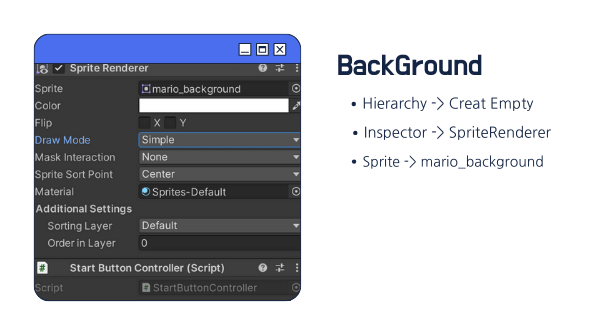 Sprite Renderer
Sprite mario_background
Color
Flip X Y
Draw Mode Simple
Mask Interaction None
Sprite Sort Point Center
Material Sprites-Default
Additional Settings
Sorting Layer Default
Order in Layer 0
# Start Button Controller (Script)
Script # StartButtonController
BackGround
• Hierarchy -> Creat Empty
• Inspector -> SpriteRenderer
• Sprite -> mario_background